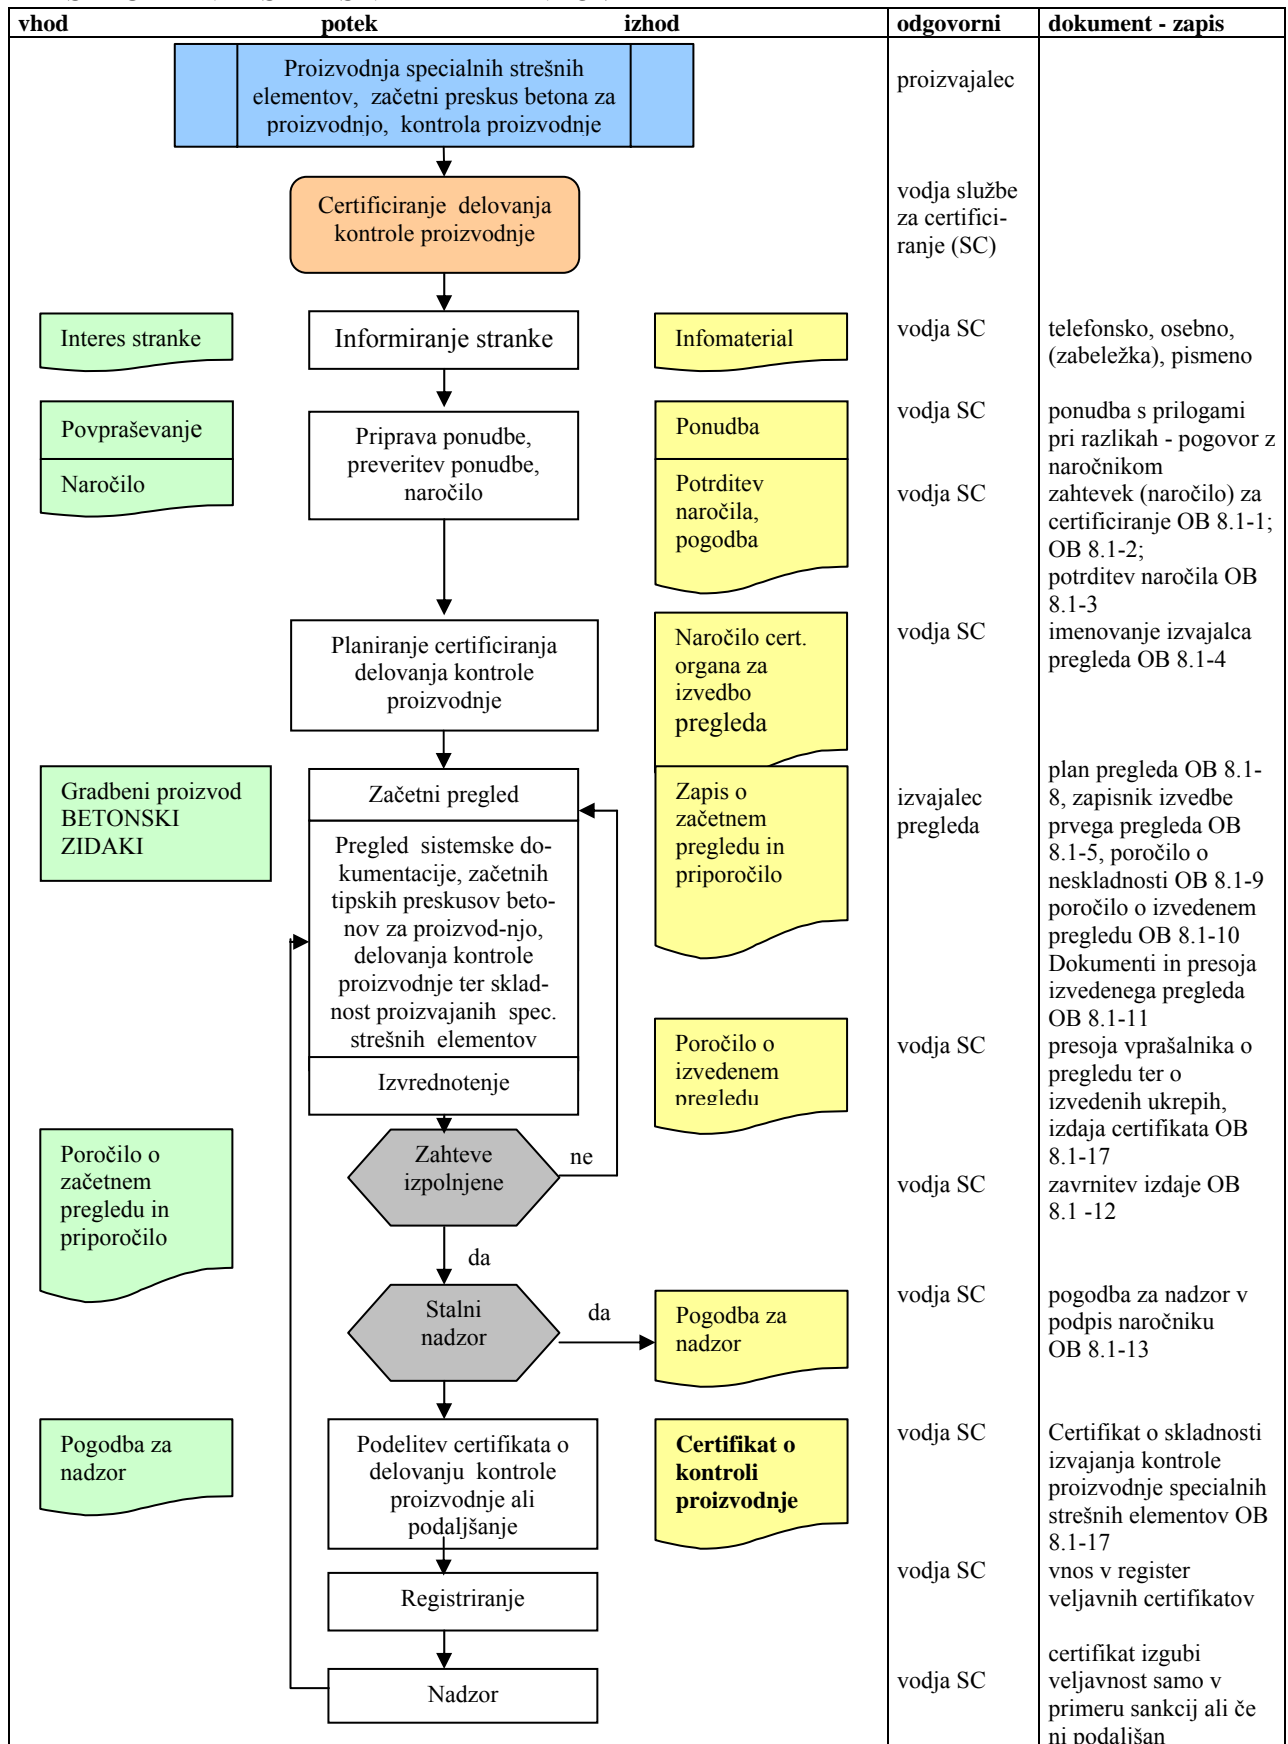 vhod potek izhod odgovorni dokument - zapis
Proizvodnja specialnih strešnih
elementov, začetni preskus betona za
proizvodnjo, kontrola proizvodnje
proizvajalec
Certificiranje delovanja
kontrole proizvodnje
vodja službe
za certifici-
ranje (SC)
Interes stranke
Informiranje stranke
Infomaterial
vodja SC
telefonsko, osebno,
(zabeležka), pismeno
Povpraševanje
Naročilo
Priprava ponudbe,
preveritev ponudbe,
naročilo
Ponudba
Potrditev
naročila,
pogodba
vodja SC
vodja SC
ponudba s prilogami
pri razlikah - pogovor z
naročnikom
zahtevek (naročilo) za
certificiranje OB 8.1-1;
OB 8.1-2;
potrditev naročila OB
8.1-3
Planiranje certificiranja
delovanja kontrole
proizvodnje
Naročilo cert.
organa za
izvedbo
pregleda
vodja SC
imenovanje izvajalca
pregleda OB 8.1-4
Gradbeni proizvod
BETONSKI
ZIDAKI
Začetni pregled
Pregled sistemske do-
kumentacije, začetnih
tipskih preskusov beto-
nov za proizvod-njo,
delovanja kontrole
proizvodnje ter sklad-
nost proizvajanih spec.
strešnih elementov
Izvrednotenje
Zapis o
začetnem
pregledu in
priporočilo
izvajalec
pregleda
plan pregleda OB 8.1-
8, zapisnik izvedbe
prvega pregleda OB
8.1-5, poročilo o
neskladnosti OB 8.1-9
poročilo o izvedenem
pregledu OB 8.1-10
Dokumenti in presoja
izvedenega pregleda
OB 8.1-11
Poročilo o
izvedenem
pregledu
vodja SC
presoja vprašalnika o
pregledu ter o
izvedenih ukrepih,
izdaja certifikata OB
8.1-17
Poročilo o
začetnem
pregledu in
priporočilo
Zahteve
izpolnjene
ne
da
vodja SC
zavrnitev izdaje OB
8.1 -12
Stalni
nadzor
da
Pogodba za
nadzor
vodja SC
pogodba za nadzor v
podpis naročniku
OB 8.1-13
Pogodba za
nadzor
Podelitev certifikata o
delovanju kontrole
proizvodnje ali
podaljšanje
Certifikat o
kontroli
proizvodnje
vodja SC
Certifikat o skladnosti
izvajanja kontrole
proizvodnje specialnih
strešnih elementov OB
8.1-17
Registriranje
vodja SC
vnos v register
veljavnih certifikatov
Nadzor
vodja SC
certifikat izgubi
veljavnost samo v
primeru sankcij ali če
ni podaljšan